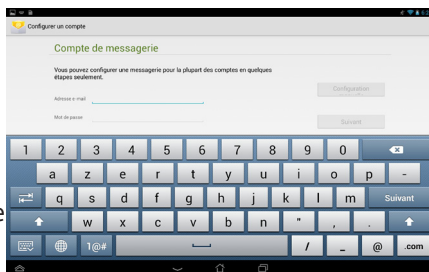 Configurer un compte
Compte de messagerie
Vous pouvez configurer une messagerie pour la plupart des comptes en quelques
étapes seulement.
Configuration
Adresse e-mail
Mot de passe
Suivant
1 2 3 4 5 6 7 8 9 0
a z e r t y u i o p -
q s d f g h j k l m Suivant
e
w x c v b n " , .
1@# / _ @ .com